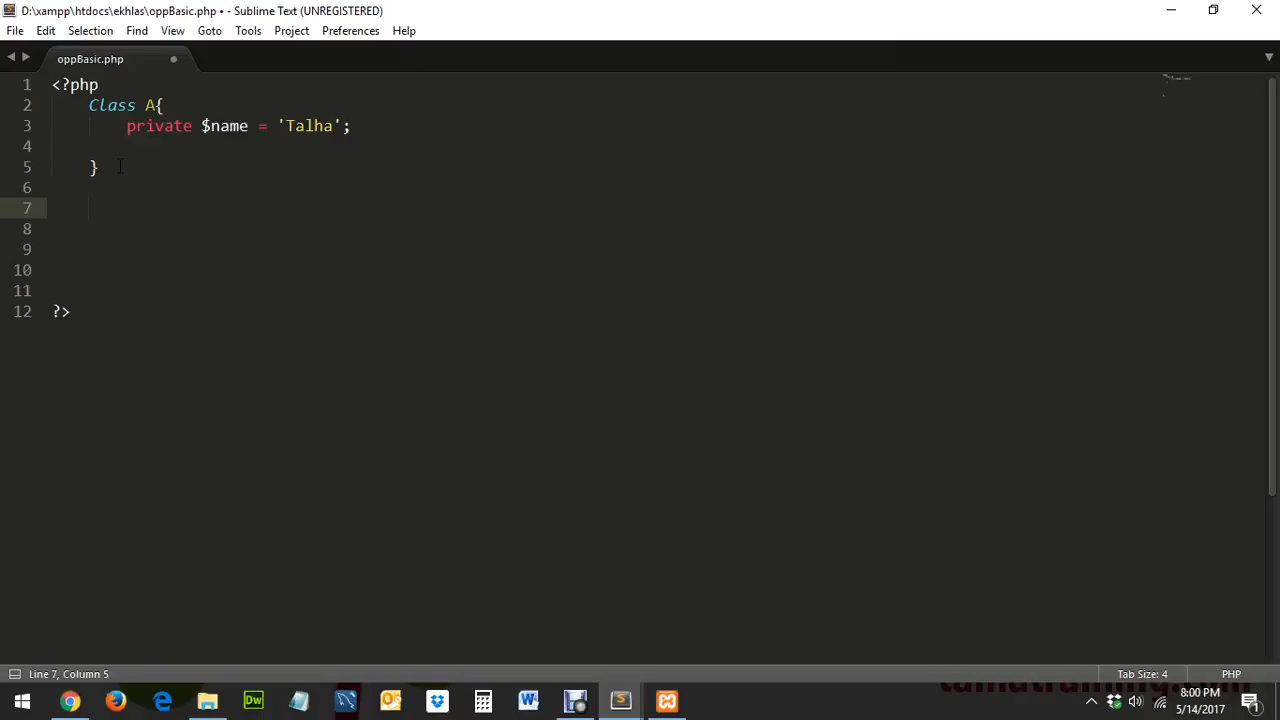 D:\xampp\htdocs\ekhlas\oppBasic.php • - Sublime Text (UNREGISTERED)
File Edit Selection Find View Goto Tools Project Preferences Help
oppBasic.php
1 <?php
2 Class A{
3 private $name = 'Talha';
4
5 }
6
7
8
9
10
11
12 ?>
Line 7, Column 5 Tab Size: 4 PHP
Dw W S
8:00 PM
5/14/2017
1